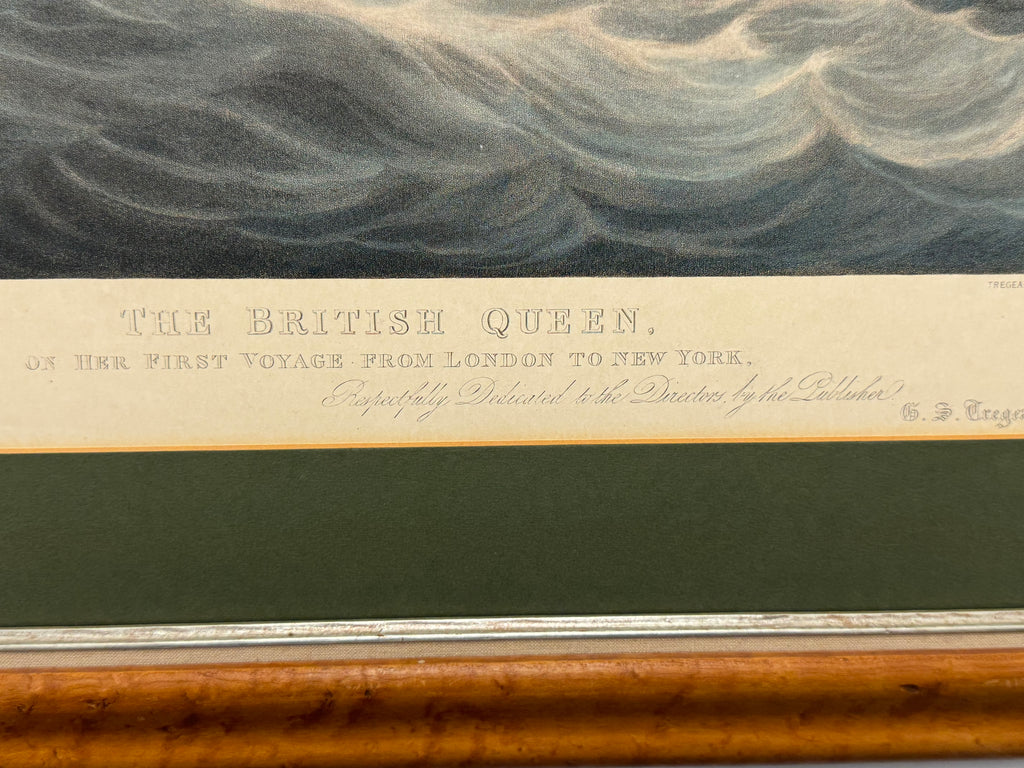 TREGEA
THE BRITISH QUEEN,
ON HER FIRST VOYAGE FROM LONDON TO NEW YORK,
Respectfully Dedicated to the Directors, by the Publisher.
G. S. Trege